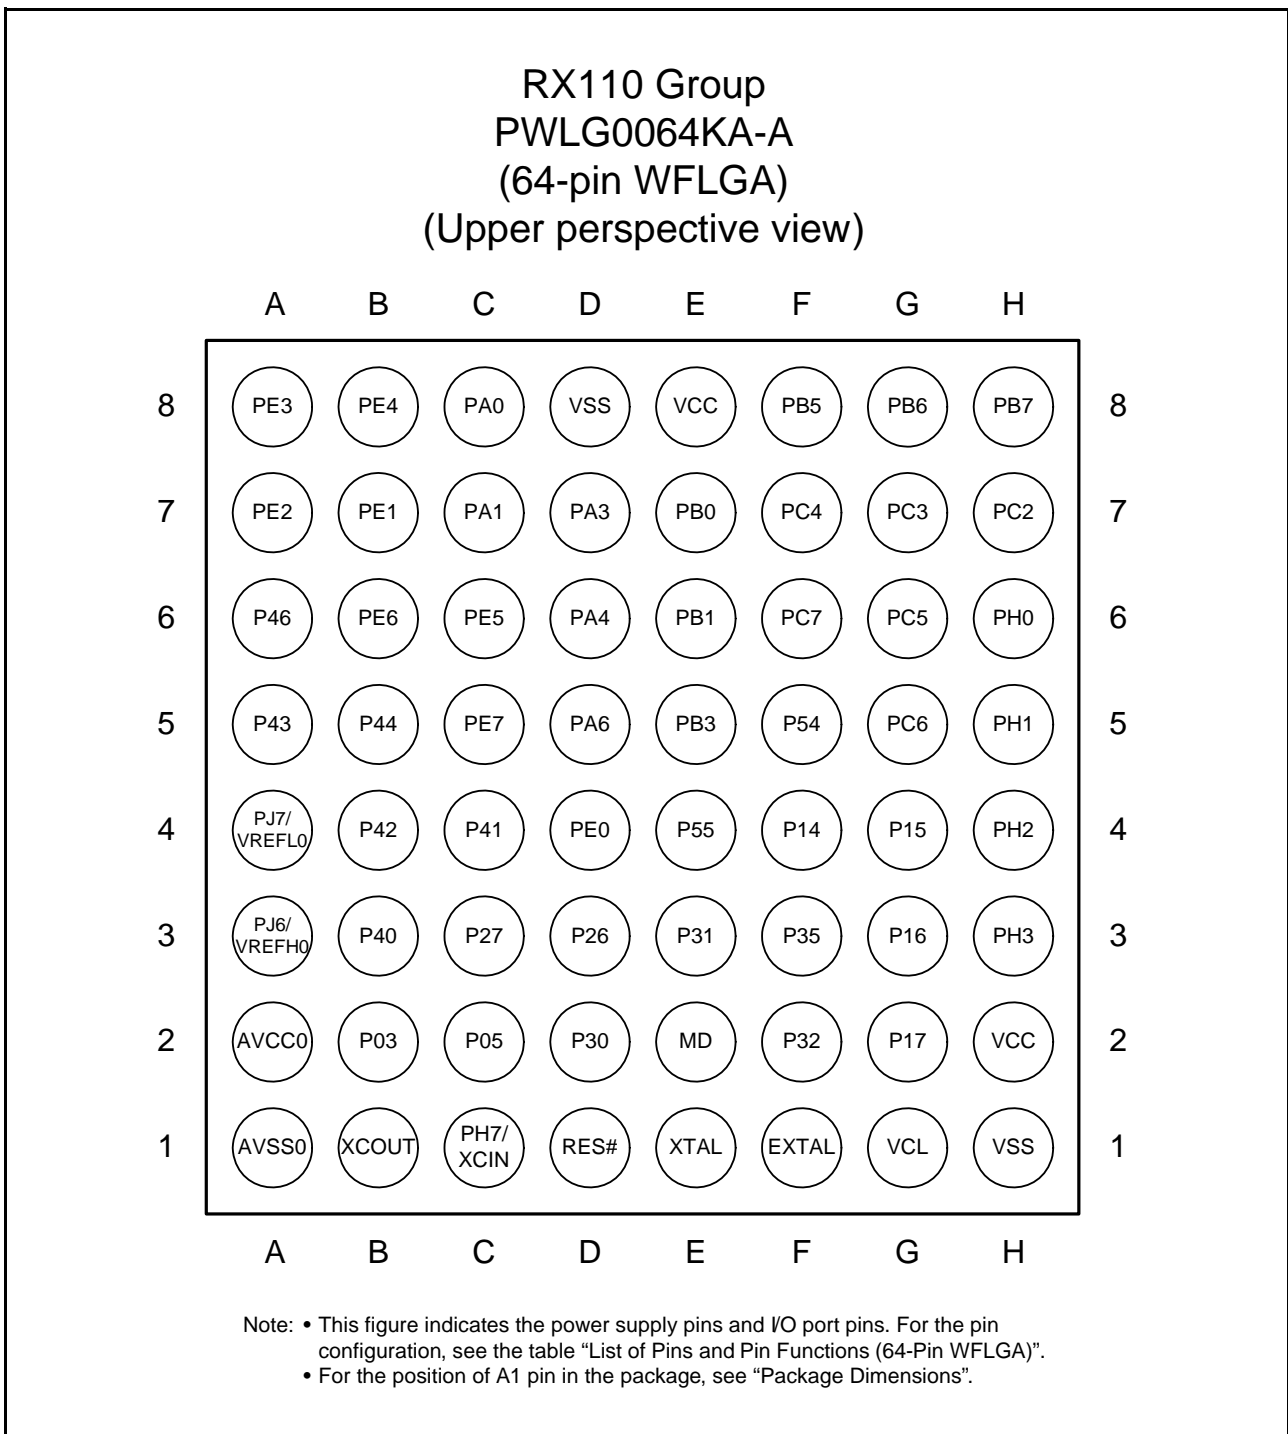 RX110 Group
PWLG0064KA-A
(64-pin WFLGA)
(Upper perspective view)
A B C D E F G H
8 PE3 PE4 PA0 VSS VCC PB5 PB6 PB7 8
7 PE2 PE1 PA1 PA3 PB0 PC4 PC3 PC2 7
6 P46 PE6 PE5 PA4 PB1 PC7 PC5 PH0 6
5 P43 P44 PE7 PA6 PB3 P54 PC6 PH1 5
4 PJ7/VREFL0 P42 P41 PE0 P55 P14 P15 PH2 4
3 PJ6/VREFH0 P40 P27 P26 P31 P35 P16 PH3 3
2 AVCC0 P03 P05 P30 MD P32 P17 VCC 2
1 AVSS0 XCOUT PH7/XCIN RES# XTAL EXTAL VCL VSS 1
A B C D E F G H
Note: • This figure indicates the power supply pins and I/O port pins. For the pin
configuration, see the table “List of Pins and Pin Functions (64-Pin WFLGA)”.
• For the position of A1 pin in the package, see “Package Dimensions”.